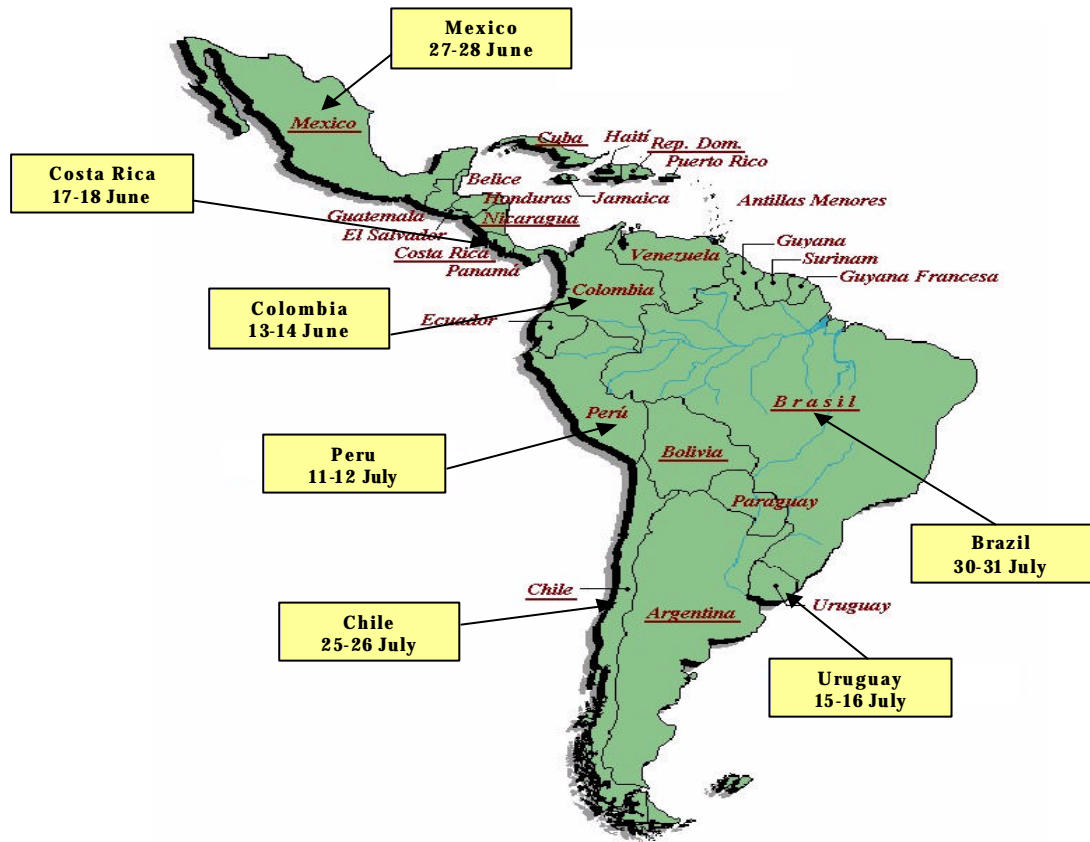 Mexico
27-28 June
Mexico
Cuba
Haití
Rep. Dom.
Puerto Rico
Costa Rica
17-18 June
Belice
Jamaica
Honduras
Antillas Menores
Guatemala
Nicaragua
El Salvador
Costa Rica
Panamá
Venezuela
Guyana
Surinam
Guyana Francesa
Colombia
13-14 June
Colombia
Ecuador
Perú
Brasil
Peru
11-12 July
Bolivia
Paraguay
Brazil
30-31 July
Chile
Uruguay
Argentina
Chile
25-26 July
Uruguay
15-16 July